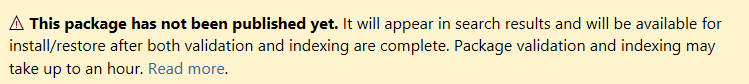 ⚠ This package has not been published yet. It will appear in search results and will be available for
install/restore after both validation and indexing are complete. Package validation and indexing may
take up to an hour. Read more.